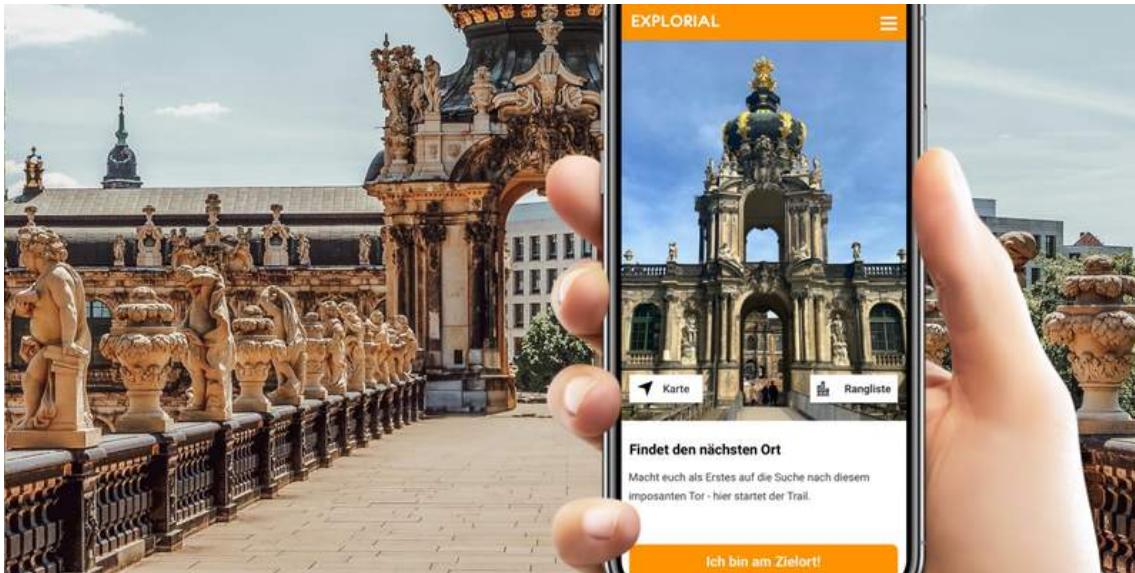 EXPLORIAL
Karte
Rangliste
Findet den nächsten Ort
Macht euch als Erstes auf die Suche nach diesem
imposanten Tor - hier startet der Trail.
Ich bin am Zielort!